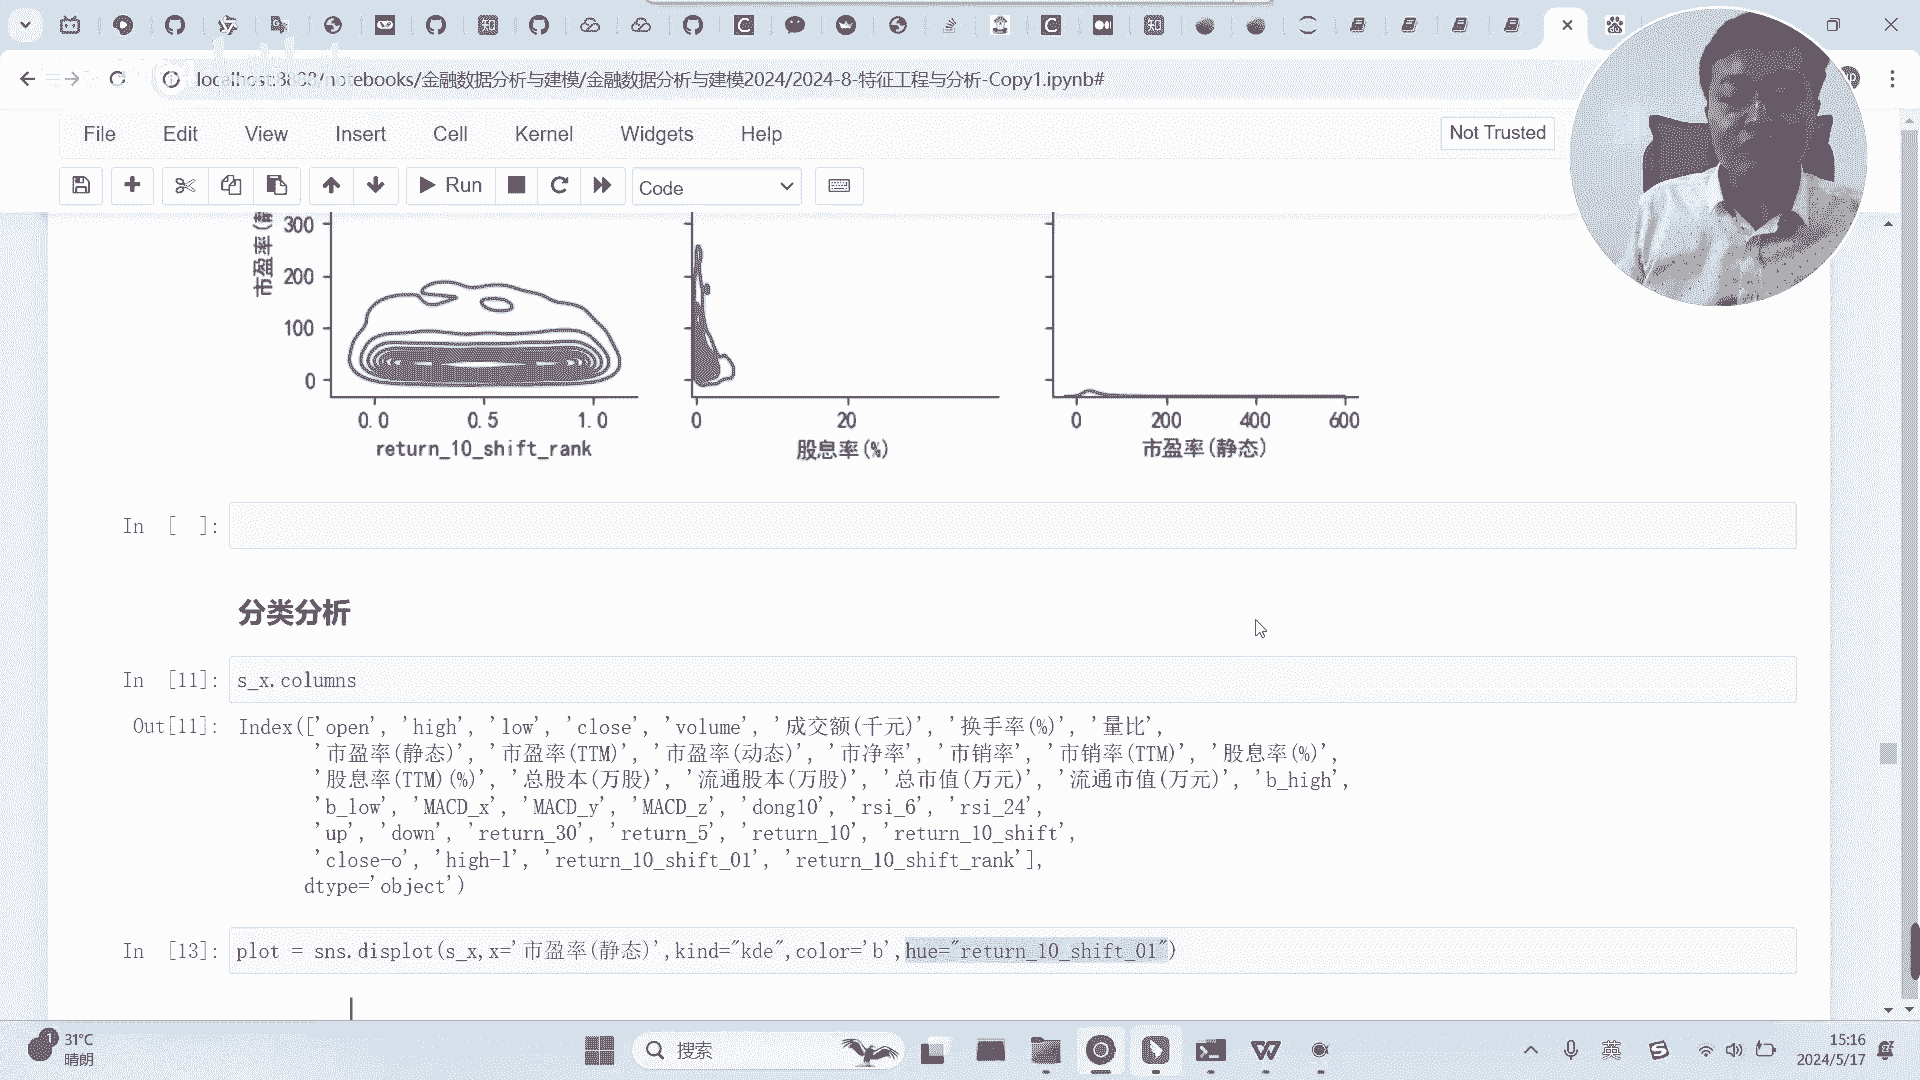 localhost:8888/notebooks/金融数据分析与建模/金融数据分析与建模2024/2024-8-特征工程与分析-Copy1.ipynb#
File Edit View Insert Cell Kernel Widgets Help
Not Trusted
Run
Code
300
200
100
0
市盈率(静
0.0 0.5 1.0
return_10_shift_rank
0 20
股息率(%)
0 200 400 600
市盈率(静态)
In [ ]:
分类分析
In [11]: s_x.columns
Out[11]: Index(['open', 'high', 'low', 'close', 'volume', '成交额(千元)', '换手率(%)', '量比',
'市盈率(静态)', '市盈率(TTM)', '市盈率(动态)', '市净率', '市销率', '市销率(TTM)', '股息率(%)',
'股息率(TTM)(%)', '总股本(万股)', '流通股本(万股)', '总市值(万元)', '流通市值(万元)', 'b_high',
'b_low', 'MACD_x', 'MACD_y', 'MACD_z', 'dong10', 'rsi_6', 'rsi_24',
'up', 'down', 'return_30', 'return_5', 'return_10', 'return_10_shift',
'close-o', 'high-l', 'return_10_shift_01', 'return_10_shift_rank'],
dtype='object')
In [13]: plot = sns.displot(s_x,x='市盈率(静态)',kind="kde",color='b',hue="return_10_shift_01")
1
31°C
晴朗
搜索
英
15:16
2024/5/17